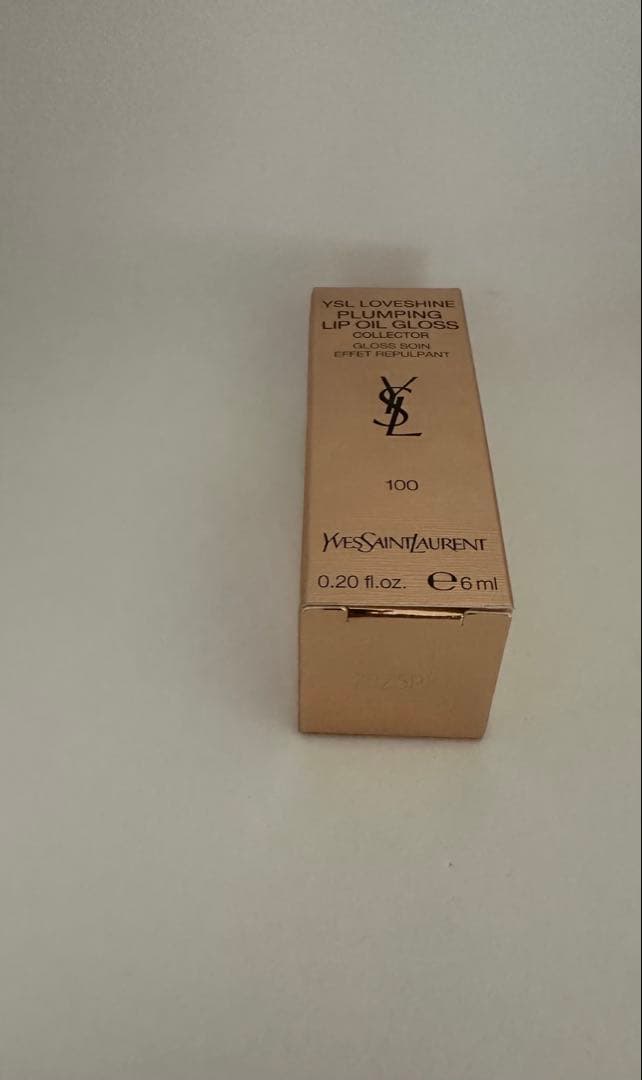 YSL LOVESHINE
PLUMPING
LIP OIL GLOSS
COLLECTOR
GLOSS SOIN
EFFET REPULPANT
YSL
100
YVESSAINTLAURENT
0.20 fl.oz. ℮6 ml